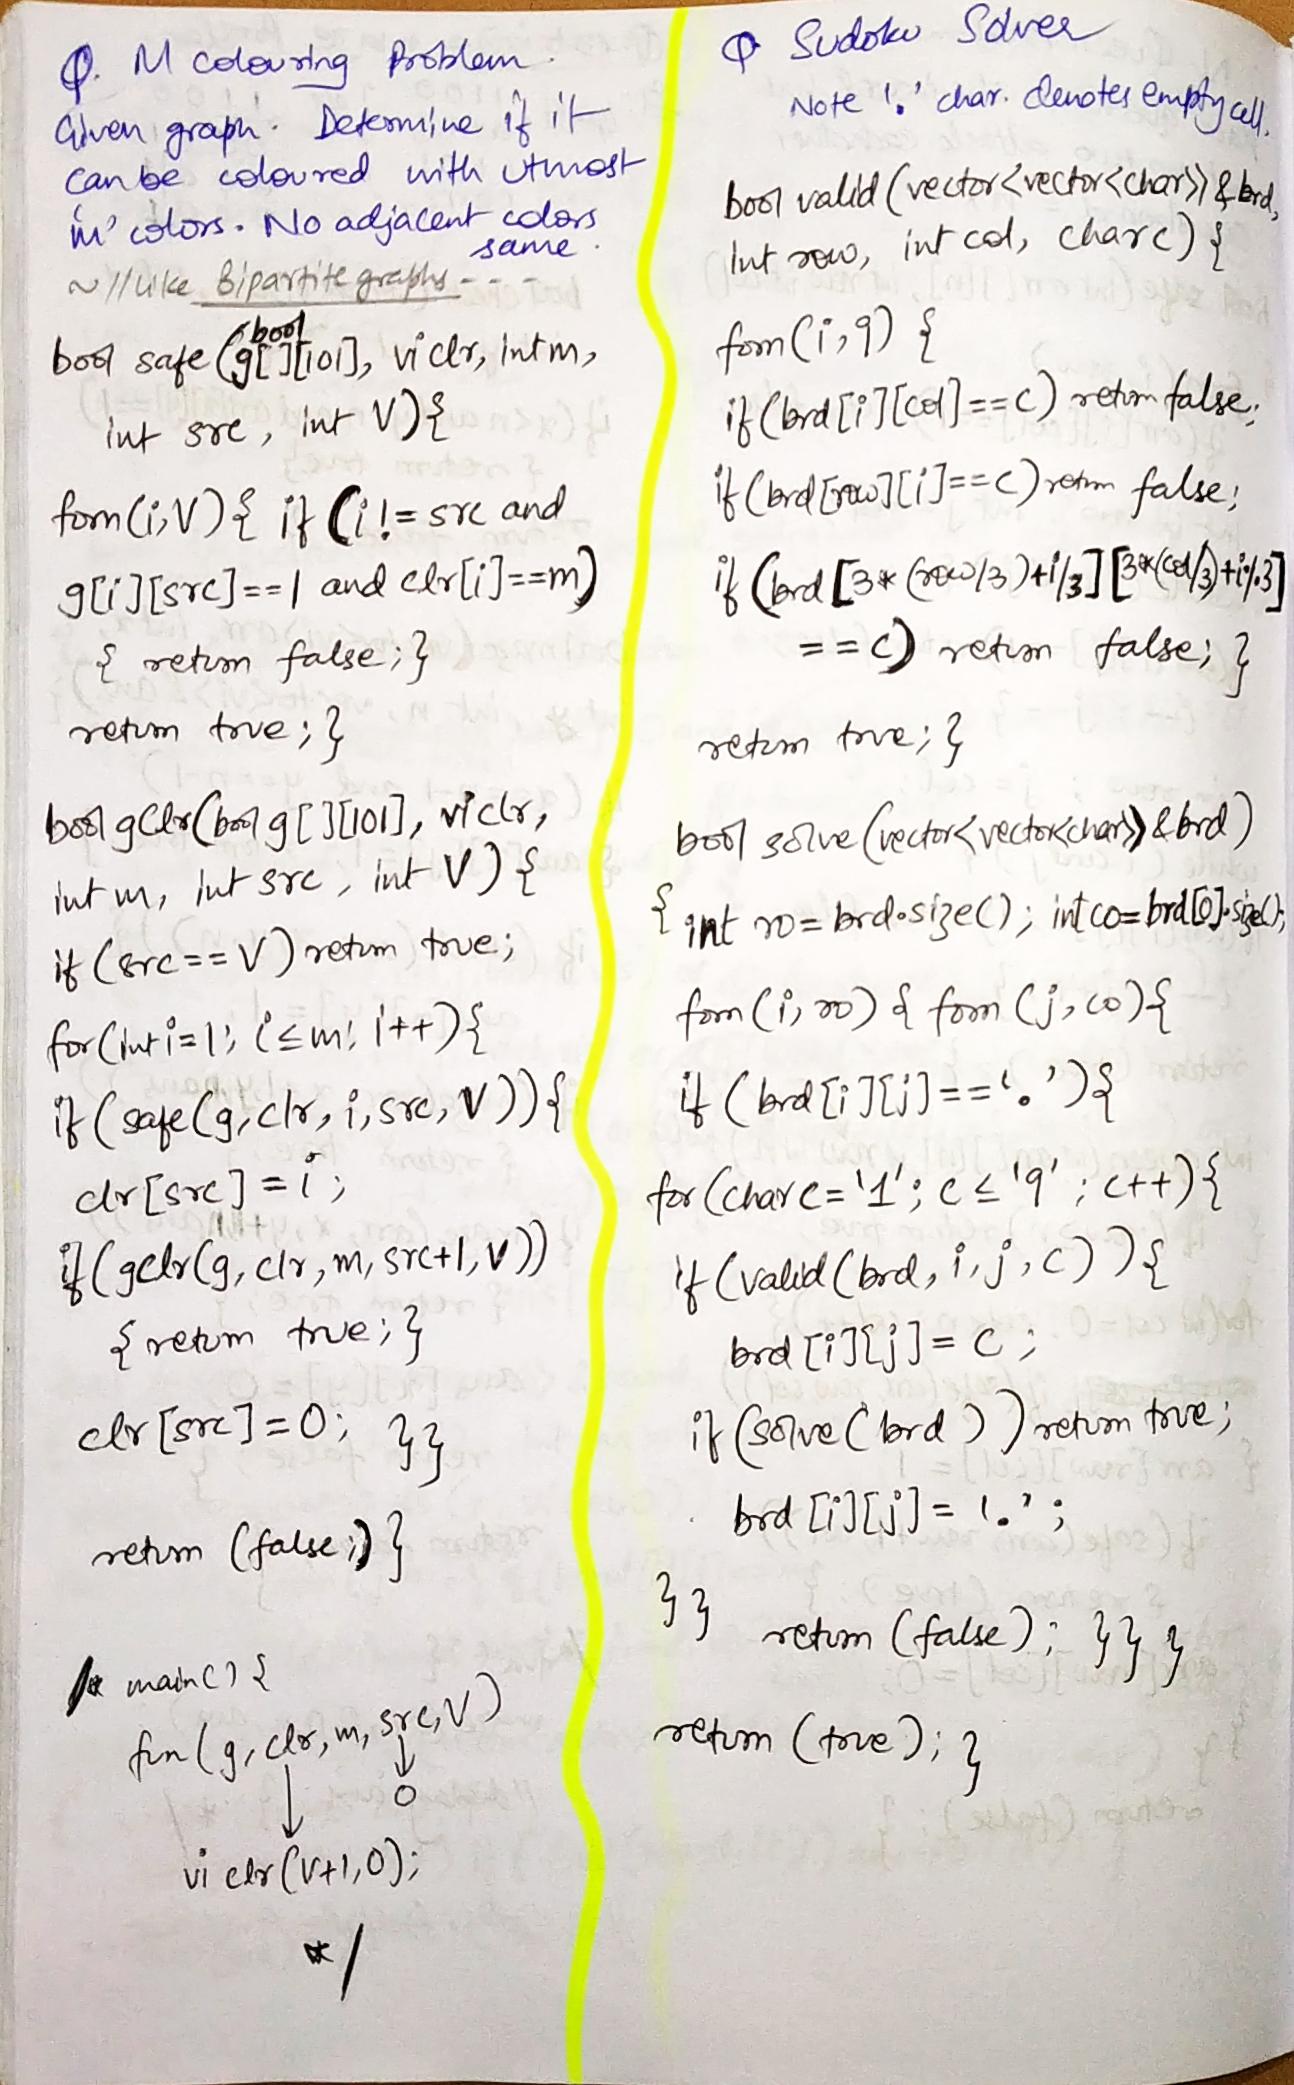 Q. M colouring Problem.
Given graph. Determine if it
can be coloured with utmost
'm' colors. No adjacent colors
same.
~ // Like Bipartite graphs - - -
bool safe (bool g[][101], vi clr, int m,
int src, int V) {
forn(i,V) { if (i != src and
g[i][src]==1 and clr[i]==m)
{ return false; }
return true; }
bool gClr(bool g[][101], vi clr,
int m, int src, int V) {
if (src == V) return true;
for(int i=1; i≤m; i++){
if (safe(g,clr, i, src, V)){
clr[src] = i;
if (gclr(g, clr, m, src+1, V))
{ return true; }
clr[src]=0; }}
return (false;) }
/* main() {
fun(g, clr, m, src, V)
0
vi clr(V+1,0);
*/
Q Sudoku Solver
Note '.' char. denotes empty cell.
bool valid (vector<vector<char>> & brd,
int row, int col, char c) {
forn(i,9) {
if (brd[i][col]==c) return false;
if (brd[row][i]==c) return false;
if (brd [3*(row/3)+i/3] [3*(col/3)+i%3]
==c) return false; }
return true; }
bool solve (vector<vector<char>> & brd)
{ int ro = brd.size(); int co=brd[0].size();
forn (i, ro) { forn (j, co){
if (brd[i][j]=='.'){
for (char c='1'; c≤'9'; c++){
if (valid (brd, i, j, c)){
brd [i][j] = c;
if (solve (brd)) return true;
brd [i][j] = '.';
}}
return (false); }}}
return (true); }